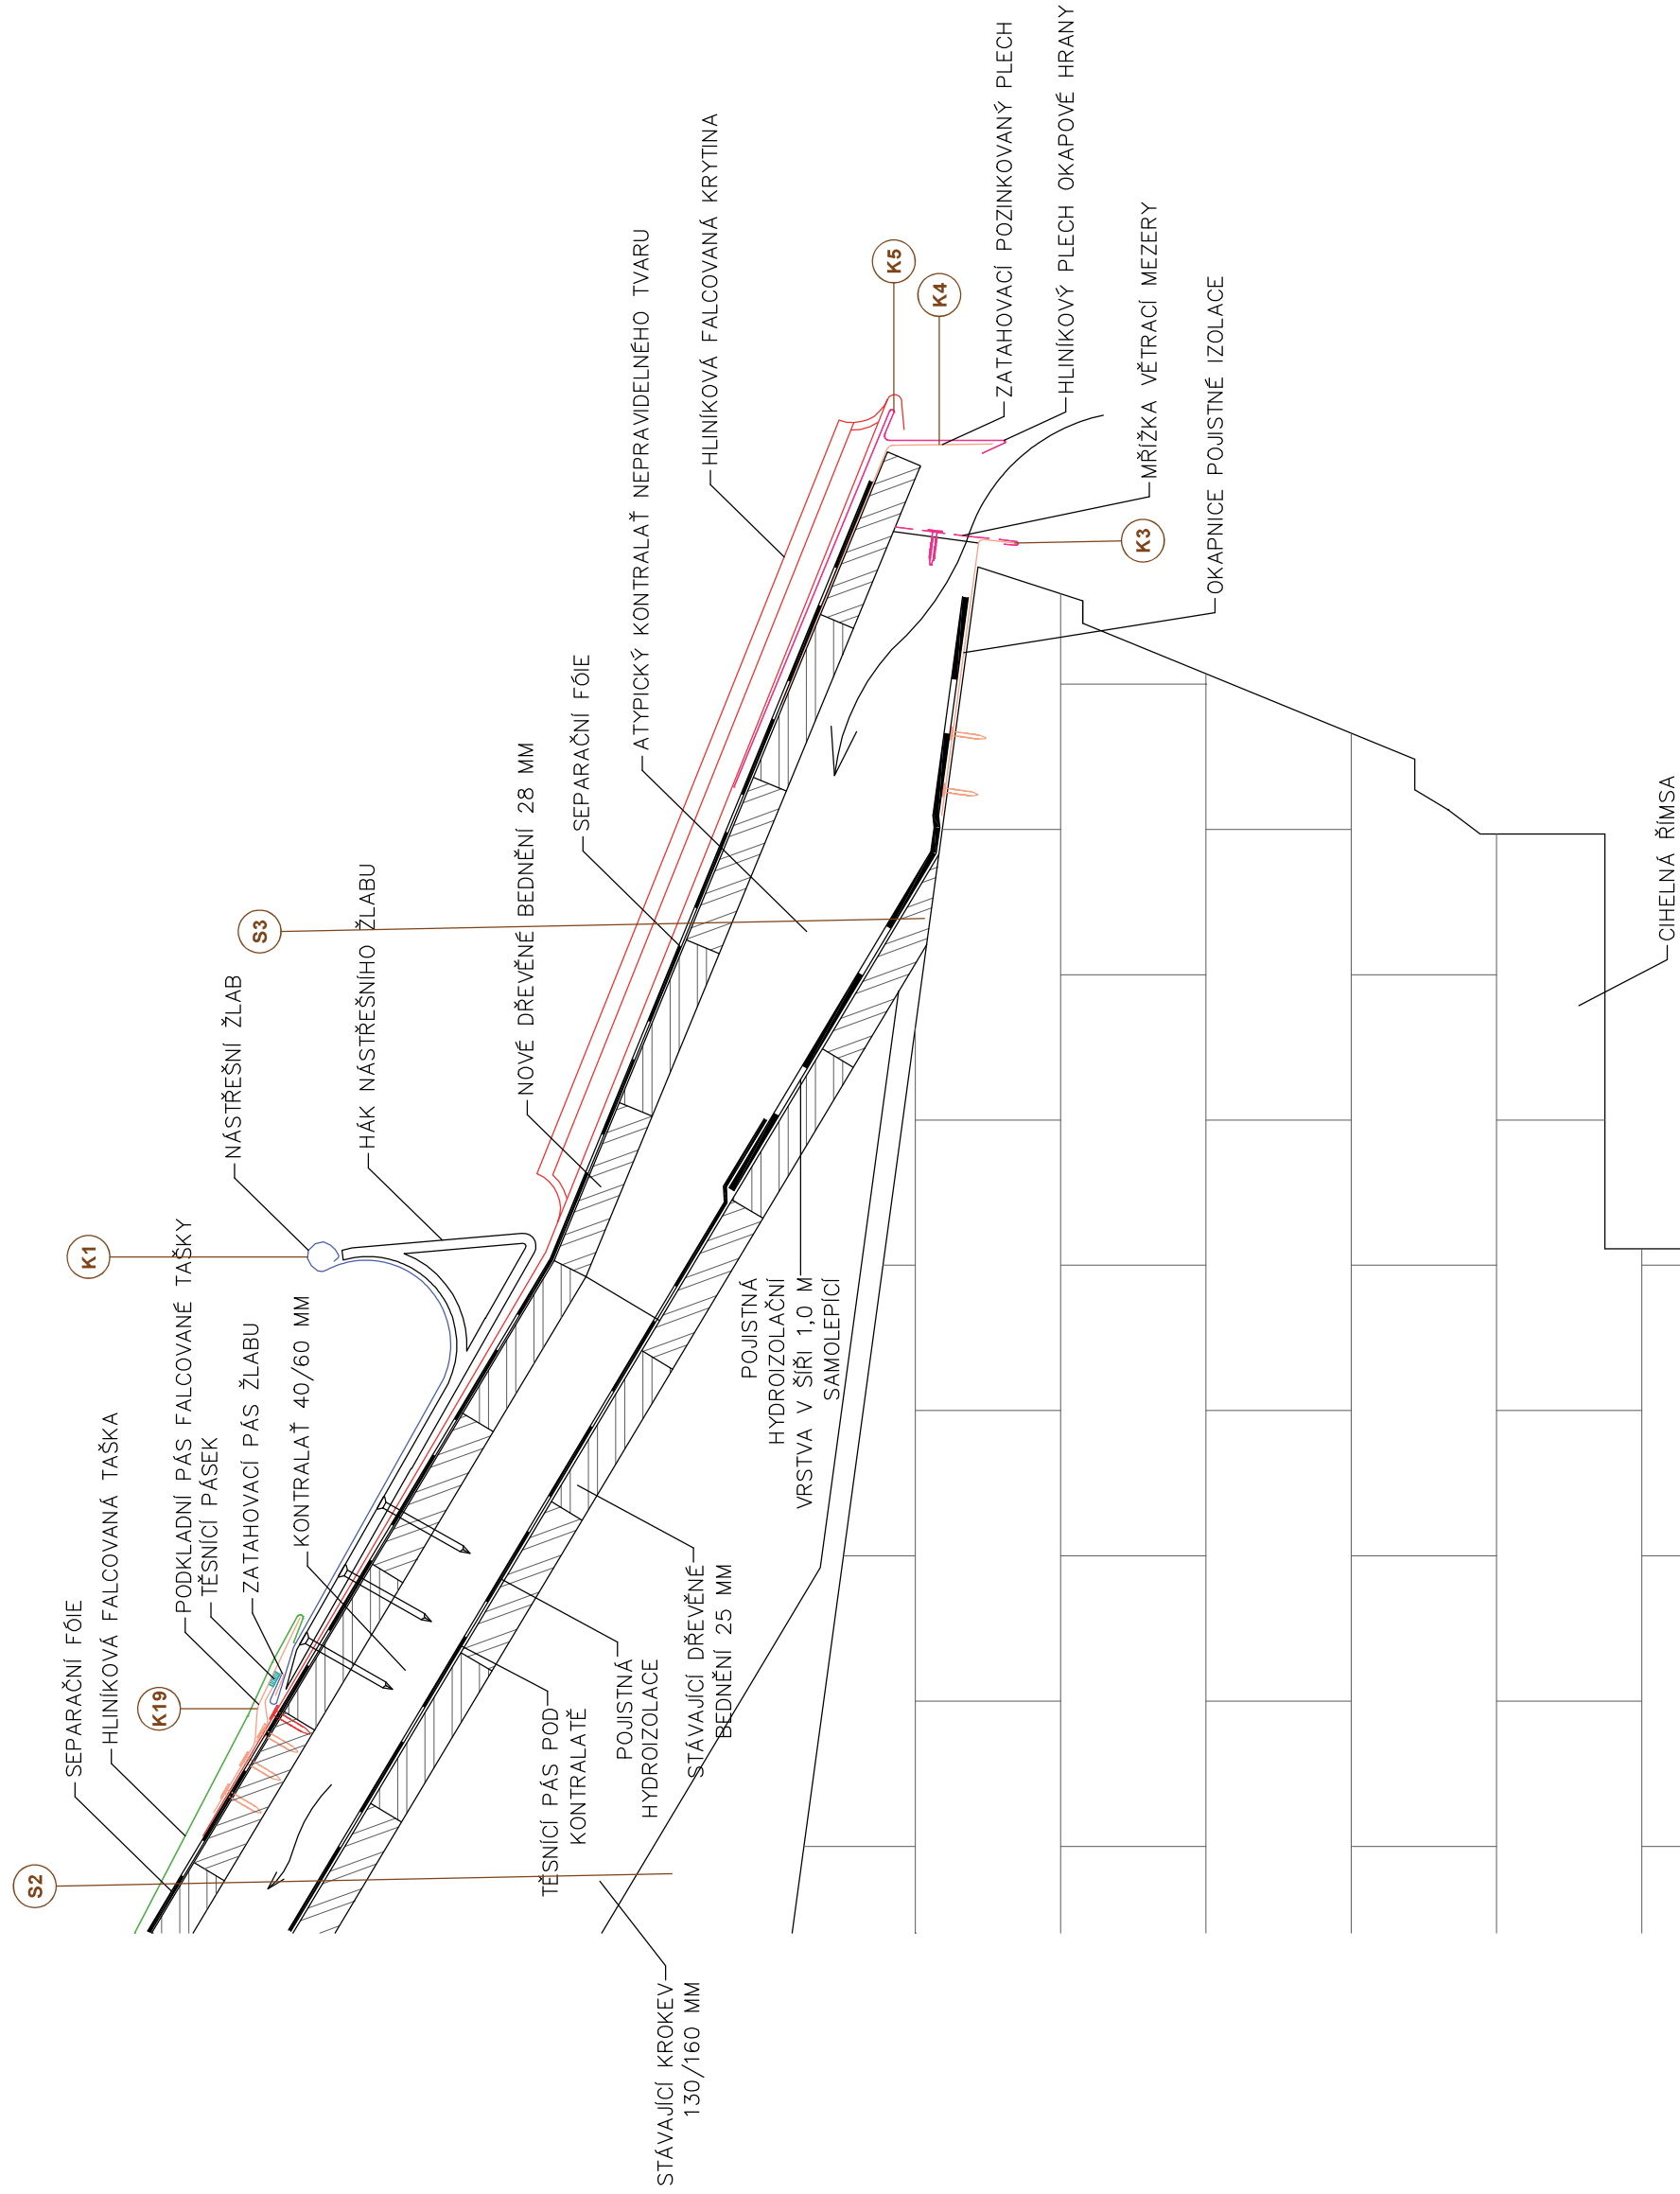 S2
SEPARAČNÍ FÓIE
HLINÍKOVÁ FALCOVANÁ TAŠKA
K19
PODKLADNÍ PÁS FALCOVANÉ TAŠKY
TĚSNÍCÍ PÁSEK
ZATAHOVACÍ PÁS ŽLABU
KONTRALAŤ 40/60 MM
K1
NÁSTŘEŠNÍ ŽLAB
HÁK NÁSTŘEŠNÍHO ŽLABU
S3
NOVÉ DŘEVĚNÉ BEDNĚNÍ 28 MM
SEPARAČNÍ FÓIE
ATYPICKÝ KONTRALAŤ NEPRAVIDELNÉHO TVARU
HLINÍKOVÁ FALCOVANÁ KRYTINA
K5
K4
ZATAHOVACÍ POZINKOVANÝ PLECH
HLINÍKOVÝ PLECH OKAPOVÉ HRANY
MŘÍŽKA VĚTRACÍ MEZERY
K3
OKAPNICE POJISTNÉ IZOLACE
POJISTNÁ
HYDROIZOLAČNÍ
VRSTVA V ŠÍŘI 1,0 M
SAMOLEPÍCÍ
TĚSNÍCÍ PÁS POD
KONTRALATĚ
POJISTNÁ
HYDROIZOLACE
STÁVAJÍCÍ DŘEVĚNÉ
BEDNĚNÍ 25 MM
STÁVAJÍCÍ KROKEV
130/160 MM
CIHELNÁ ŘÍMSA